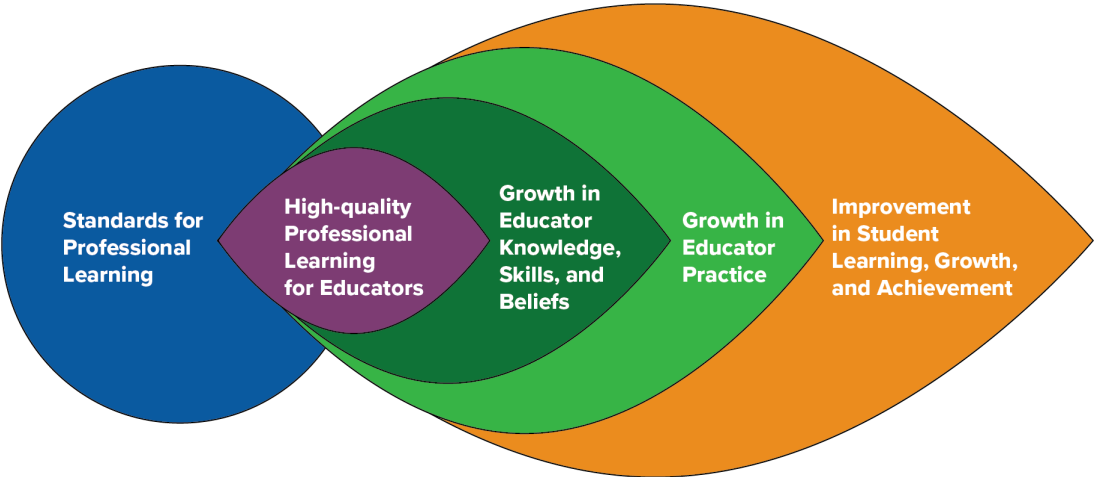 Standards for
Professional
Learning
High-quality
Professional
Learning
for Educators
Growth in
Educator
Knowledge,
Skills, and
Beliefs
Growth in
Educator
Practice
Improvement
in Student
Learning, Growth,
and Achievement